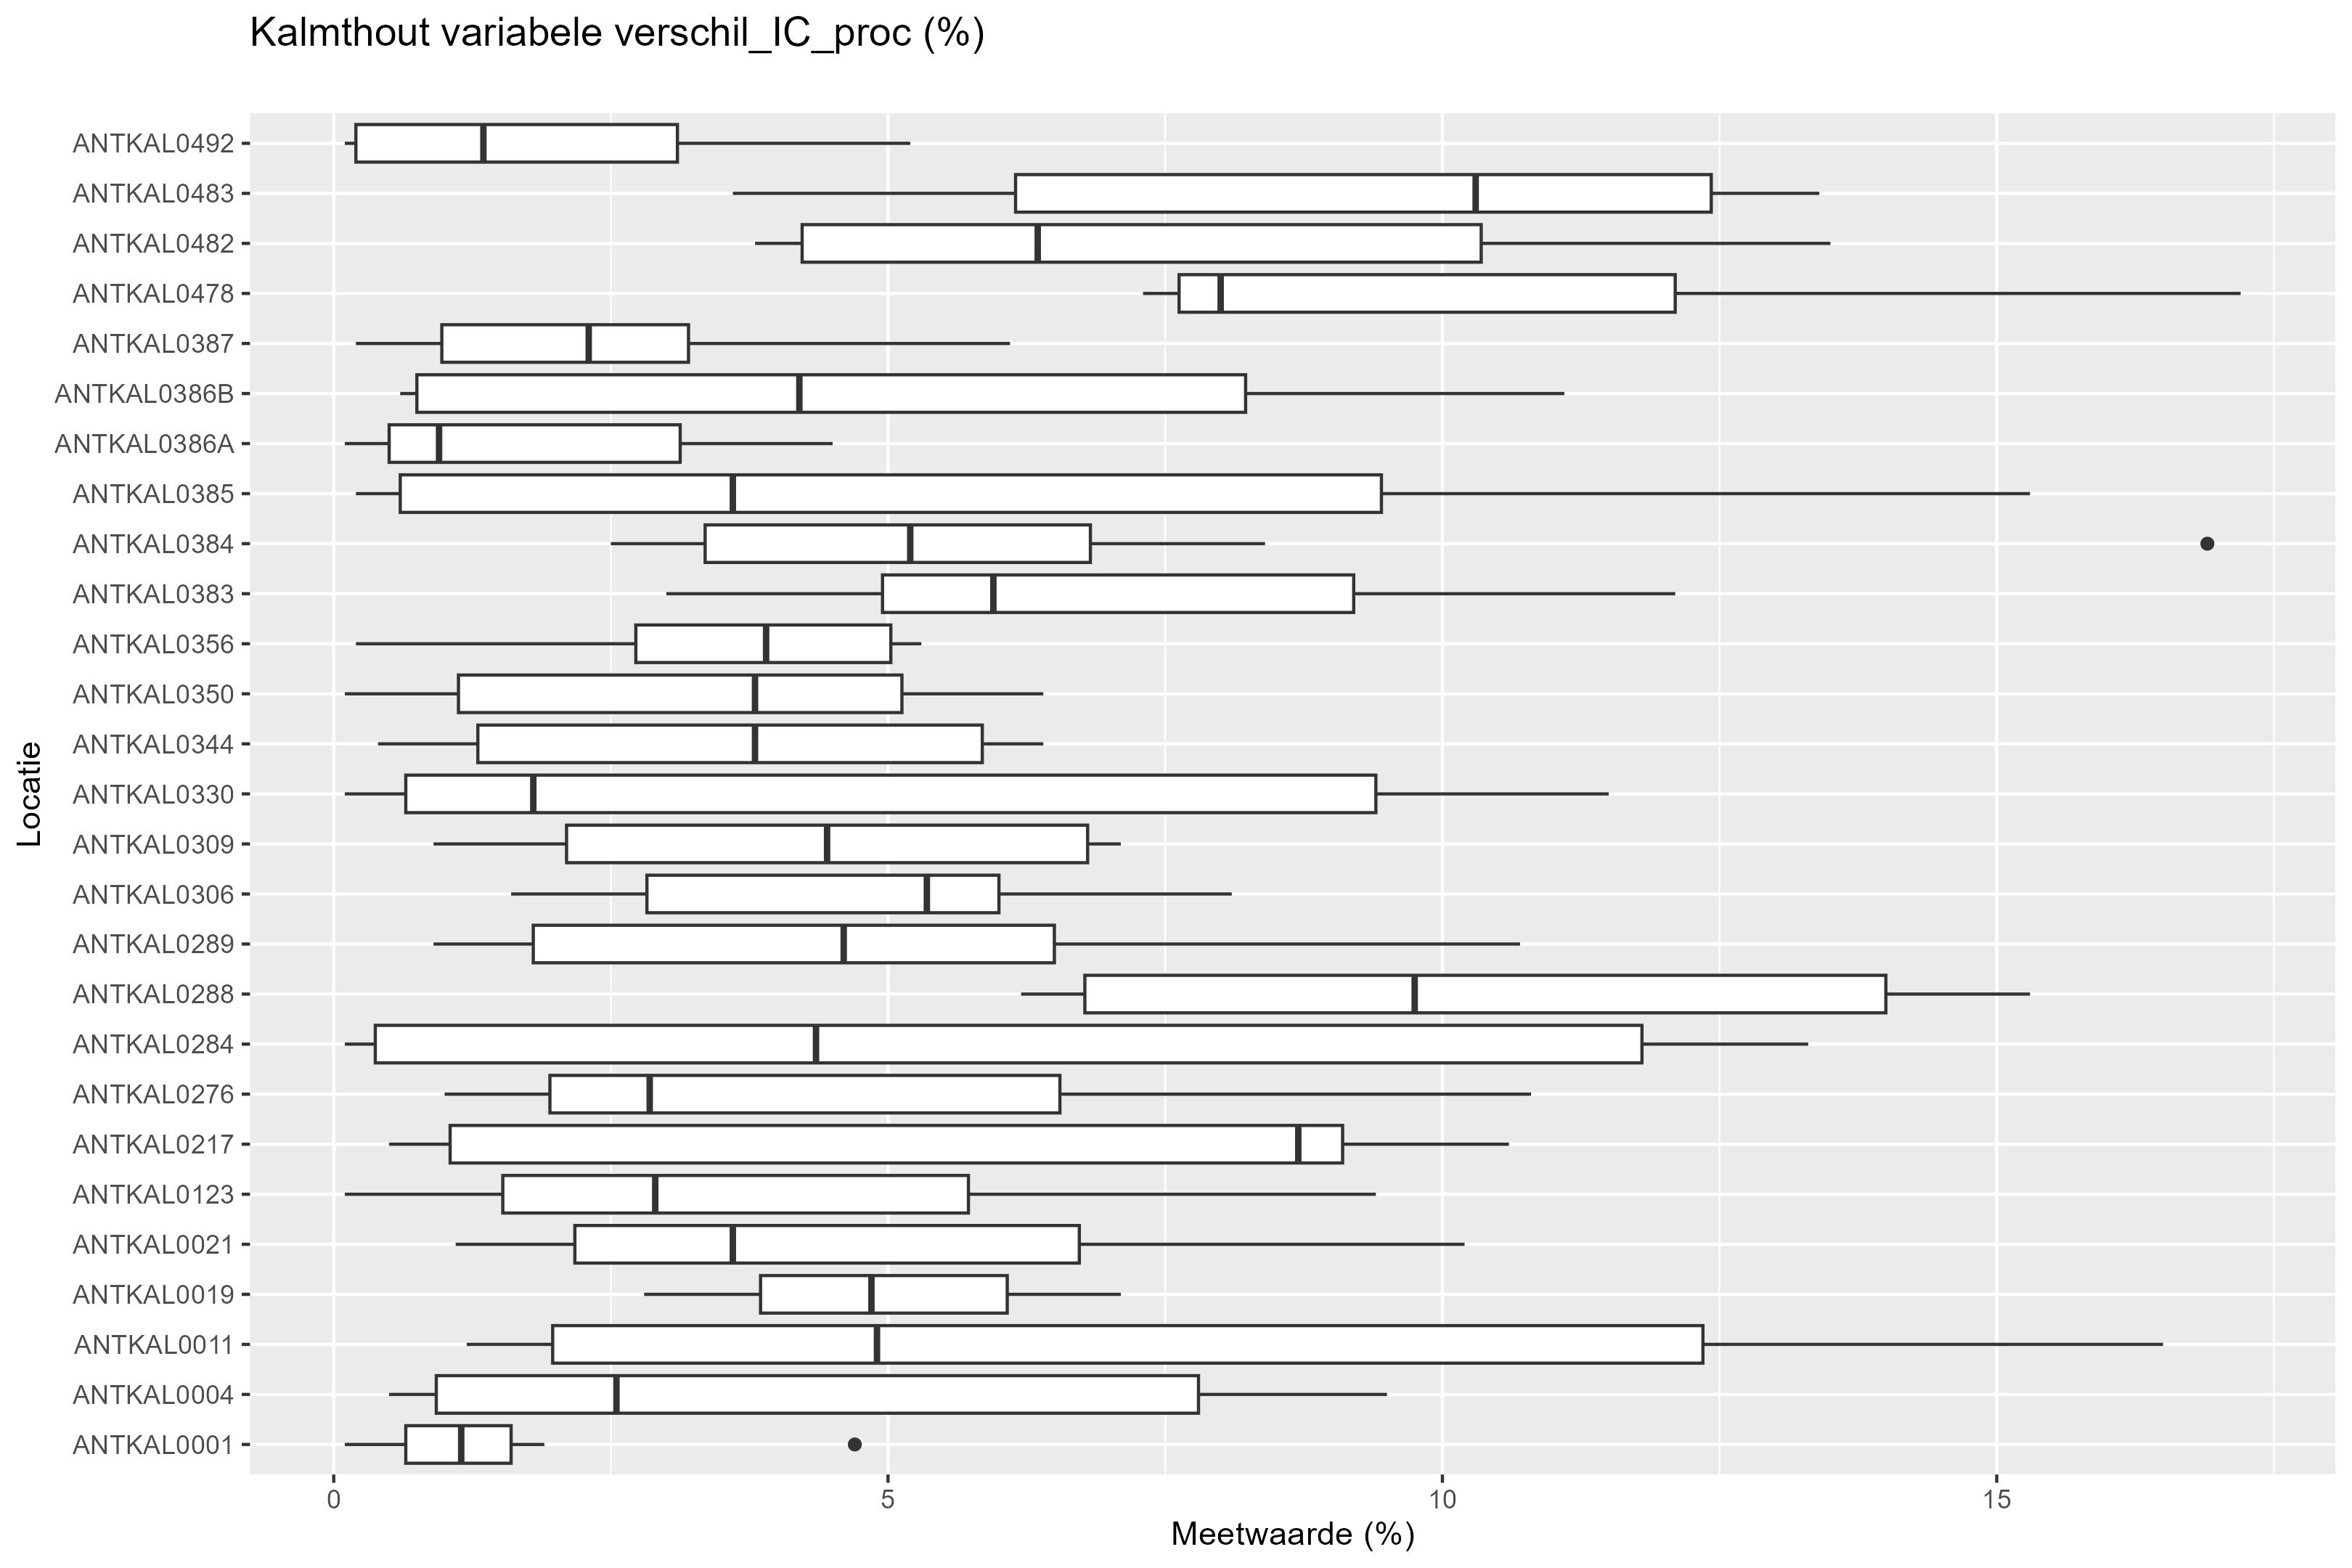 Kalmthout variabele verschil_IC_proc (%)
ANTKAL0492
ANTKAL0483
ANTKAL0482
ANTKAL0478
ANTKAL0387
ANTKAL0386B
ANTKAL0386A
ANTKAL0385
ANTKAL0384
ANTKAL0383
ANTKAL0356
ANTKAL0350
ANTKAL0344
ANTKAL0330
ANTKAL0309
ANTKAL0306
ANTKAL0289
ANTKAL0288
ANTKAL0284
ANTKAL0276
ANTKAL0217
ANTKAL0123
ANTKAL0021
ANTKAL0019
ANTKAL0011
ANTKAL0004
ANTKAL0001
Locatie
0 5 10 15
Meetwaarde (%)